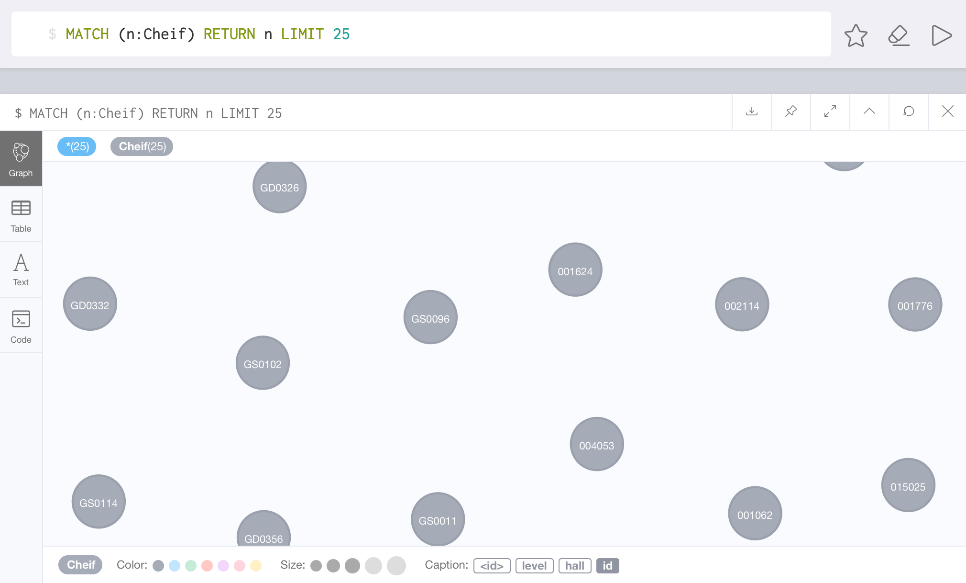 $ MATCH (n:Cheif) RETURN n LIMIT 25
$ MATCH (n:Cheif) RETURN n LIMIT 25
*(25) Cheif(25)
Graph
Table
Text
Code
GD0326
001624
GD0332
GS0096
002114
001776
GS0102
004053
GS0114
GD0356
GS0011
001062
015025
Cheif Color: Size: Caption: <id> level hall id